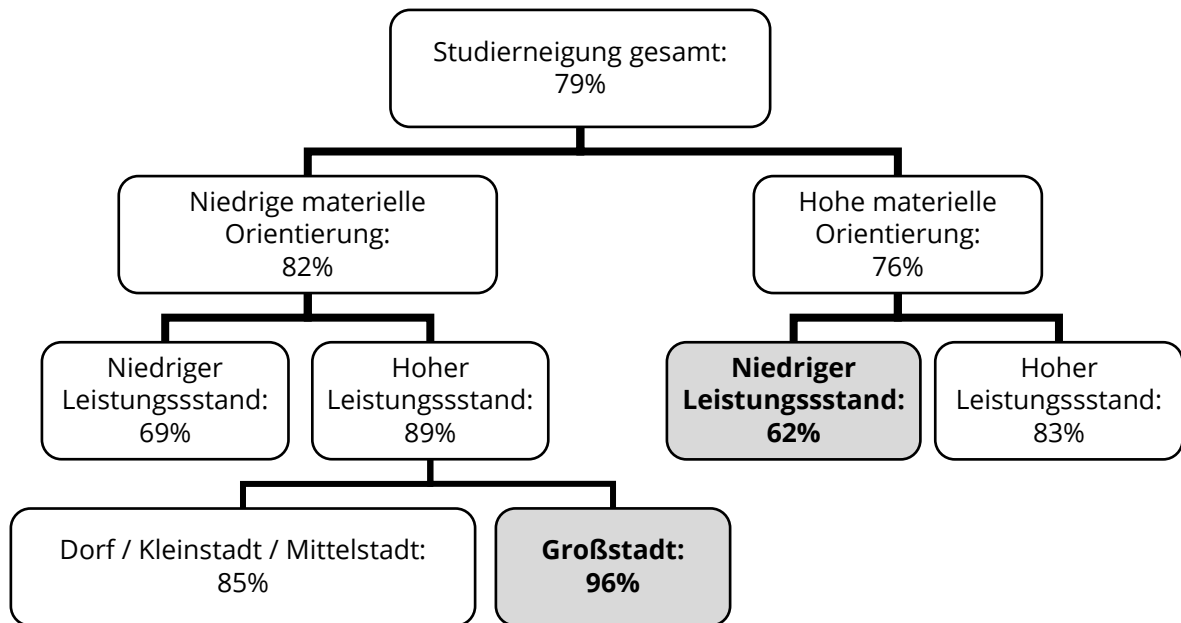 Studierneigung gesamt:
79%
Niedrige materielle
Orientierung:
82%
Hohe materielle
Orientierung:
76%
Niedriger
Leistungssstand:
69%
Hoher
Leistungssstand:
89%
Niedriger
Leistungssstand:
62%
Hoher
Leistungssstand:
83%
Dorf / Kleinstadt / Mittelstadt:
85%
Großstadt:
96%